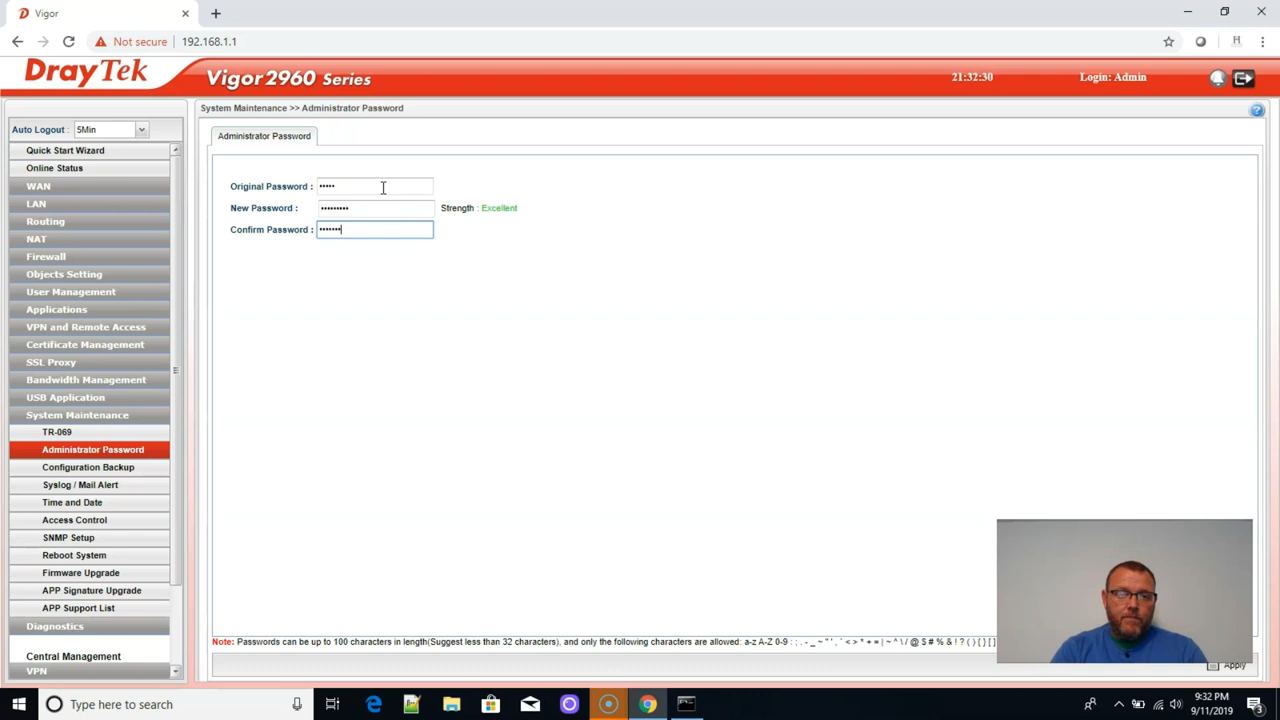 Vigor
Not secure 192.168.1.1
DrayTek Vigor2960 Series 21:32:30 Login: Admin
System Maintenance >> Administrator Password
Auto Logout : 5Min
Administrator Password
Quick Start Wizard
Online Status
WAN
LAN
Routing
NAT
Firewall
Objects Setting
User Management
Applications
VPN and Remote Access
Certificate Management
SSL Proxy
Bandwidth Management
USB Application
System Maintenance
TR-069
Administrator Password
Configuration Backup
Syslog / Mail Alert
Time and Date
Access Control
SNMP Setup
Reboot System
Firmware Upgrade
APP Signature Upgrade
APP Support List
Diagnostics
Central Management
VPN
Original Password : •••••
New Password : ••••••••• Strength : Excellent
Confirm Password : •••••••
Note: Passwords can be up to 100 characters in length(Suggest less than 32 characters), and only the following characters are allowed: a-z A-Z 0-9 : ; . - _ ~ " ' , ` < > * + = | ~ ^ \ / @ $ # % & ! ? ( ) { } [ ]
Apply
Type here to search
9:32 PM
9/11/2019
3